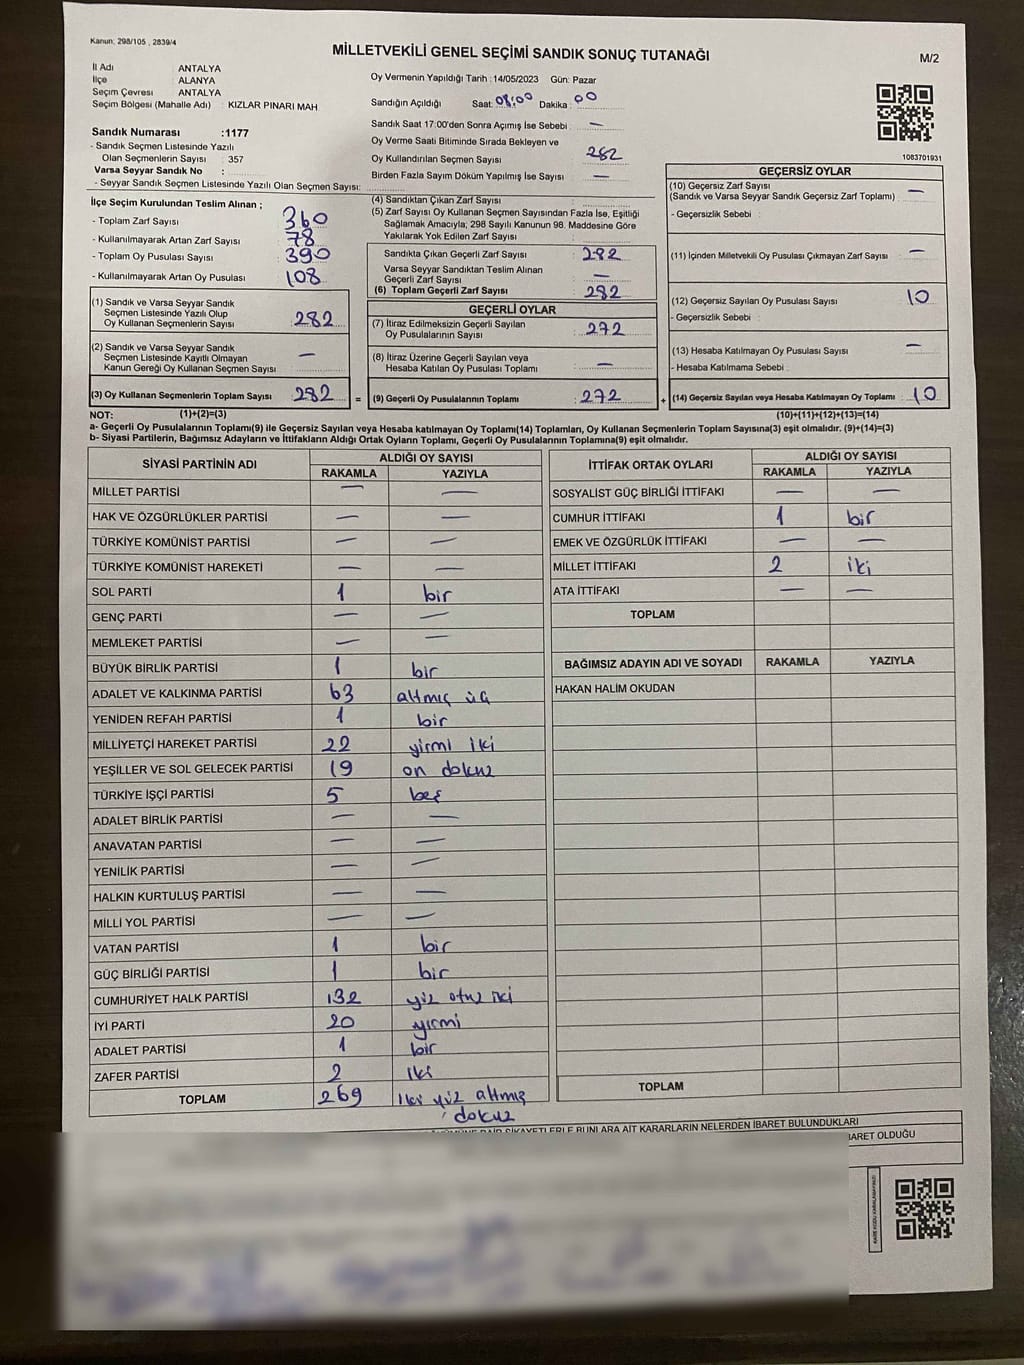 Kanun: 298/105 , 2839/4
MİLLETVEKİLİ GENEL SEÇİMİ SANDIK SONUÇ TUTANAĞI
M/2
İl Adı ANTALYA
İlçe ALANYA
Seçim Çevresi ANTALYA
Seçim Bölgesi (Mahalle Adı) : KIZLAR PINARI MAH.
Sandık Numarası :1177
- Sandık Seçmen Listesinde Yazılı
Olan Seçmenlerin Sayısı : 357
Varsa Seyyar Sandık No :
- Seyyar Sandık Seçmen Listesinde Yazılı Olan Seçmen Sayısı:
Oy Vermenin Yapıldığı Tarih :14/05/2023 Gün: Pazar
Sandığın Açıldığı Saat: 08:00 Dakika : 00
Sandık Saat 17:00'den Sonra Açımış İse Sebebi : —
Oy Verme Saati Bitiminde Sırada Bekleyen ve
Oy Kullandırılan Seçmen Sayısı 282
Birden Fazla Sayım Döküm Yapılmış İse Sayısı : —
1083701931
İlçe Seçim Kurulundan Teslim Alınan ;
- Toplam Zarf Sayısı : 360
- Kullanılmayarak Artan Zarf Sayısı : 78
- Toplam Oy Pusulası Sayısı : 390
- Kullanılmayarak Artan Oy Pusulası : 108
(1) Sandık ve Varsa Seyyar Sandık
Seçmen Listesinde Yazılı Olup
Oy Kullanan Seçmenlerin Sayısı : 282
(2) Sandık ve Varsa Seyyar Sandık
Seçmen Listesinde Kayıtlı Olmayan
Kanun Gereği Oy Kullanan Seçmen Sayısı : —
(3) Oy Kullanan Seçmenlerin Toplam Sayısı : 282 =
(4) Sandıktan Çıkan Zarf Sayısı :
(5) Zarf Sayısı Oy Kullanan Seçmen Sayısından Fazla İse, Eşitliği
Sağlamak Amacıyla, 298 Sayılı Kanunun 98. Maddesine Göre
Yakılarak Yok Edilen Zarf Sayısı :
Sandıkta Çıkan Geçerli Zarf Sayısı : 282
Varsa Seyyar Sandıktan Teslim Alınan
Geçerli Zarf Sayısı : —
(6) Toplam Geçerli Zarf Sayısı : 282
GEÇERLİ OYLAR
(7) İtiraz Edilmeksizin Geçerli Sayılan
Oy Pusulalarının Sayısı : 272
(8) İtiraz Üzerine Geçerli Sayılan veya
Hesaba Katılan Oy Pusulası Toplamı : —
(9) Geçerli Oy Pusulalarının Toplamı : 272 +
GEÇERSİZ OYLAR
(10) Geçersiz Zarf Sayısı
(Sandık ve Varsa Seyyar Sandık Geçersiz Zarf Toplamı) : —
- Geçersizlik Sebebi :
(11) İçinden Milletvekili Oy Pusulası Çıkmayan Zarf Sayısı : —
(12) Geçersiz Sayılan Oy Pusulası Sayısı : 10
- Geçersizlik Sebebi :
(13) Hesaba Katılmayan Oy Pusulası Sayısı : —
- Hesaba Katılmama Sebebi :
(14) Geçersiz Sayılan veya Hesaba Katılmayan Oy Toplamı : 10
NOT: (1)+(2)=(3) (10)+(11)+(12)+(13)=(14)
a- Geçerli Oy Pusulalarının Toplamı(9) ile Geçersiz Sayılan veya Hesaba katılmayan Oy Toplamı(14) Toplamları, Oy Kullanan Seçmenlerin Toplam Sayısına(3) eşit olmalıdır. (9)+(14)=(3)
b- Siyasi Partilerin, Bağımsız Adayların ve İttifakların Aldığı Ortak Oyların Toplamı, Geçerli Oy Pusulalarının Toplamına(9) eşit olmalıdır.
SİYASİ PARTİNİN ADI ALDIĞI OY SAYISI
RAKAMLA YAZIYLA
MİLLET PARTİSİ — —
HAK VE ÖZGÜRLÜKLER PARTİSİ — —
TÜRKİYE KOMÜNİST PARTİSİ — —
TÜRKİYE KOMÜNİST HAREKETİ — —
SOL PARTİ 1 bir
GENÇ PARTİ — —
MEMLEKET PARTİSİ — —
BÜYÜK BİRLİK PARTİSİ 1 bir
ADALET VE KALKINMA PARTİSİ 63 altmış üç
YENİDEN REFAH PARTİSİ 1 bir
MİLLİYETÇİ HAREKET PARTİSİ 22 yirmi iki
YEŞİLLER VE SOL GELECEK PARTİSİ 19 on dokuz
TÜRKİYE İŞÇİ PARTİSİ 5 beş
ADALET BİRLİK PARTİSİ — —
ANAVATAN PARTİSİ — —
YENİLİK PARTİSİ — —
HALKIN KURTULUŞ PARTİSİ — —
MİLLİ YOL PARTİSİ — —
VATAN PARTİSİ 1 bir
GÜÇ BİRLİĞİ PARTİSİ 1 bir
CUMHURİYET HALK PARTİSİ 132 yüz otuz iki
İYİ PARTİ 20 yirmi
ADALET PARTİSİ 1 bir
ZAFER PARTİSİ 2 iki
TOPLAM 269 iki yüz altmış
dokuz
İTTİFAK ORTAK OYLARI ALDIĞI OY SAYISI
RAKAMLA YAZIYLA
SOSYALİST GÜÇ BİRLİĞİ İTTİFAKI — —
CUMHUR İTTİFAKI 1 bir
EMEK VE ÖZGÜRLÜK İTTİFAKI — —
MİLLET İTTİFAKI 2 iki
ATA İTTİFAKI — —
TOPLAM
BAĞIMSIZ ADAYIN ADI VE SOYADI RAKAMLA YAZIYLA
HAKAN HALİM OKUDAN
TOPLAM
ŞİKAYETLERLE BUNLARA AİT KARARLARIN NELERDEN İBARET BULUNDUKLARI
BARET OLDUĞU